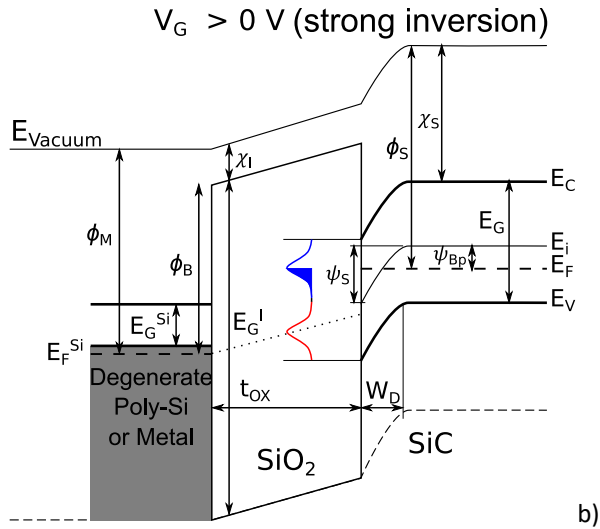 V_G > 0 V (strong inversion)
E_Vacuum
χ_I
ϕ_S
χ_S
E_C
ϕ_M
ϕ_B
E_G
E_i
ψ_S
ψ_Bp
E_F
E_V
E_G^Si
E_G^I
E_F^Si
Degenerate
Poly-Si
or Metal
t_OX
W_D
SiO₂
SiC
b)